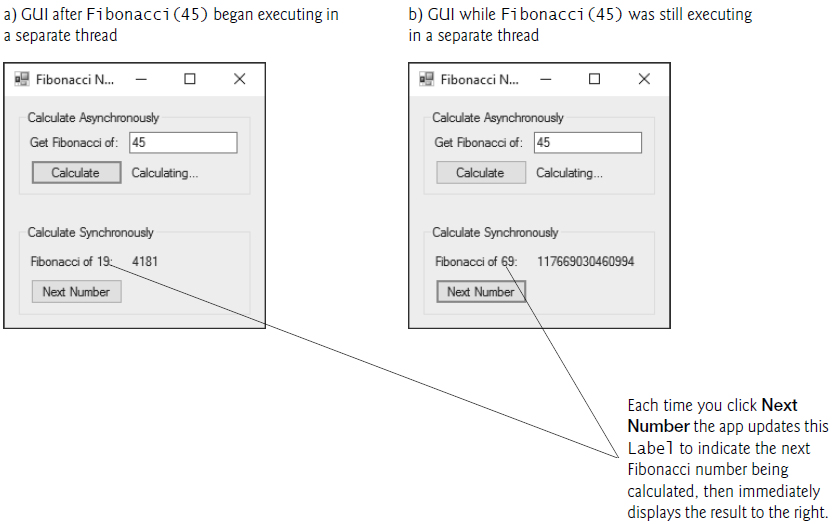 a) GUI after Fibonacci(45) began executing in
a separate thread
Fibonacci N...
Calculate Asynchronously
Get Fibonacci of: 45
Calculate Calculating...
Calculate Synchronously
Fibonacci of 19: 4181
Next Number
b) GUI while Fibonacci(45) was still executing
in a separate thread
Fibonacci N...
Calculate Asynchronously
Get Fibonacci of: 45
Calculate Calculating...
Calculate Synchronously
Fibonacci of 69: 117669030460994
Next Number
Each time you click Next
Number the app updates this
Label to indicate the next
Fibonacci number being
calculated, then immediately
displays the result to the right.